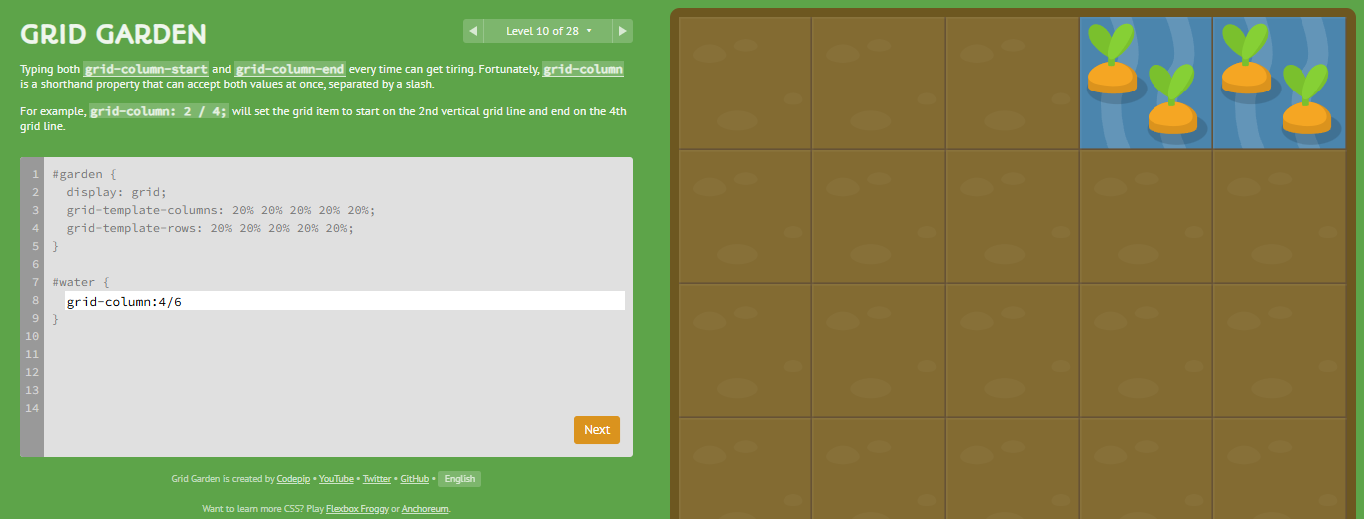 GRID GARDEN
Level 10 of 28
Typing both grid-column-start and grid-column-end every time can get tiring. Fortunately, grid-column
is a shorthand property that can accept both values at once, separated by a slash.
For example, grid-column: 2 / 4; will set the grid item to start on the 2nd vertical grid line and end on the 4th
grid line.
1 #garden {
2 display: grid;
3 grid-template-columns: 20% 20% 20% 20% 20%;
4 grid-template-rows: 20% 20% 20% 20% 20%;
5 }
6
7 #water {
8 grid-column:4/6
9 }
10
11
12
13
14
Next
Grid Garden is created by Codepip • YouTube • Twitter • GitHub • English
Want to learn more CSS? Play Flexbox Froggy or Anchoreum.